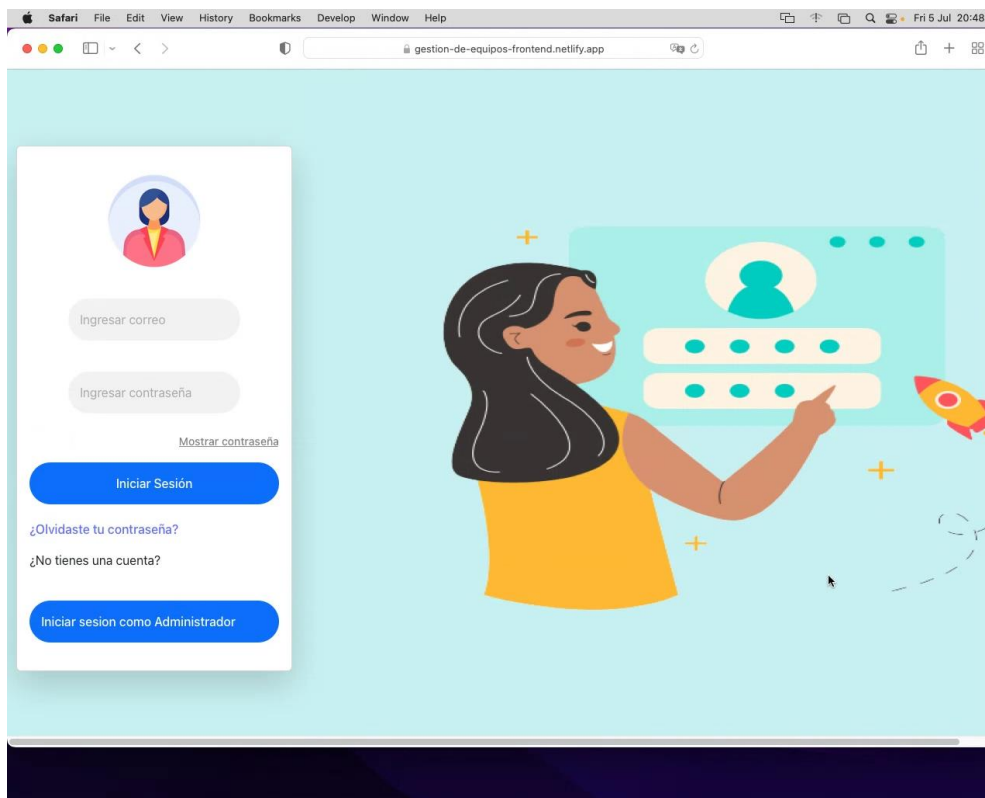 Safari File Edit View History Bookmarks Develop Window Help Fri 5 Jul 20:48
gestion-de-equipos-frontend.netlify.app
Ingresar correo
Ingresar contraseña
Mostrar contraseña
Iniciar Sesión
¿Olvidaste tu contraseña?
¿No tienes una cuenta?
Iniciar sesion como Administrador